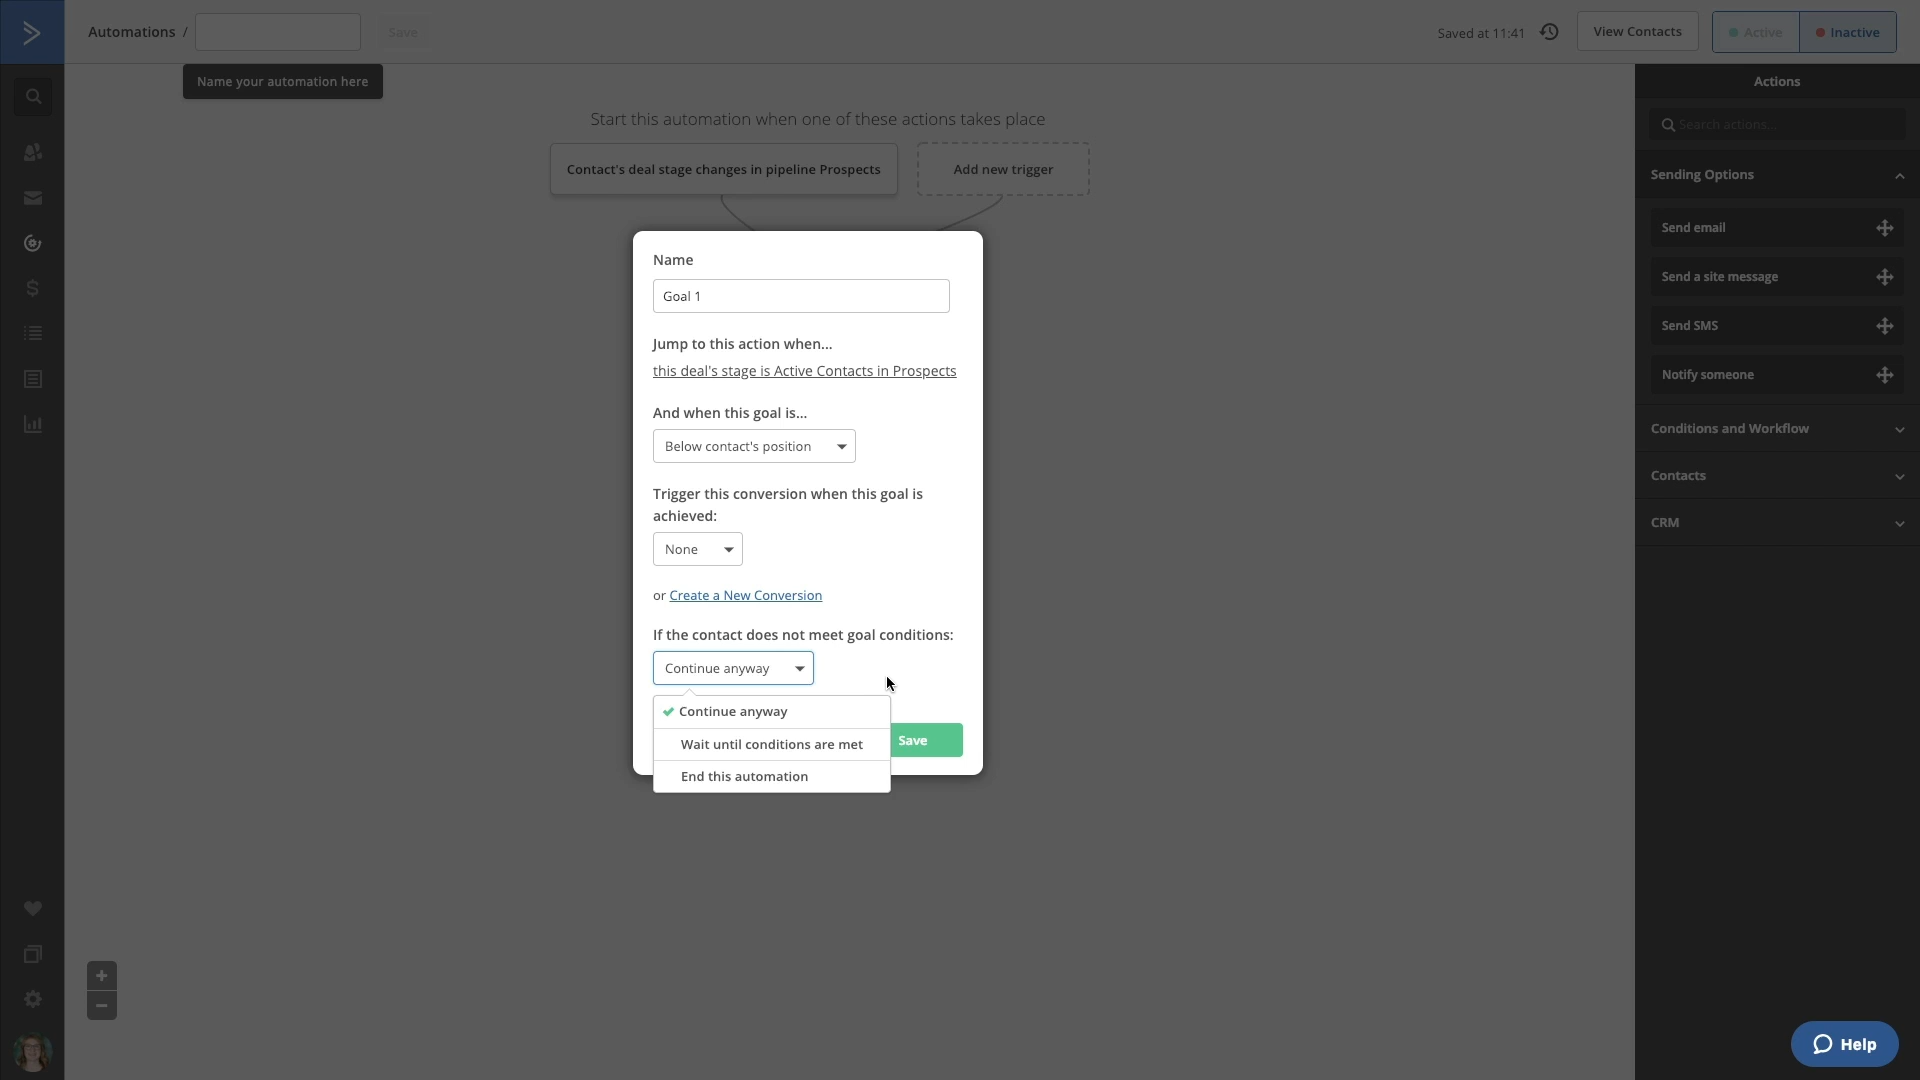 Automations /
Save
Saved at 11:41
View Contacts
Active
Inactive
Name your automation here
Start this automation when one of these actions takes place
Contact's deal stage changes in pipeline Prospects
Add new trigger
Name
Goal 1
Jump to this action when...
this deal's stage is Active Contacts in Prospects
And when this goal is...
Below contact's position
Trigger this conversion when this goal is
achieved:
None
or Create a New Conversion
If the contact does not meet goal conditions:
Continue anyway
Continue anyway
Wait until conditions are met
End this automation
Save
Actions
Search actions...
Sending Options
Send email
Send a site message
Send SMS
Notify someone
Conditions and Workflow
Contacts
CRM
Help